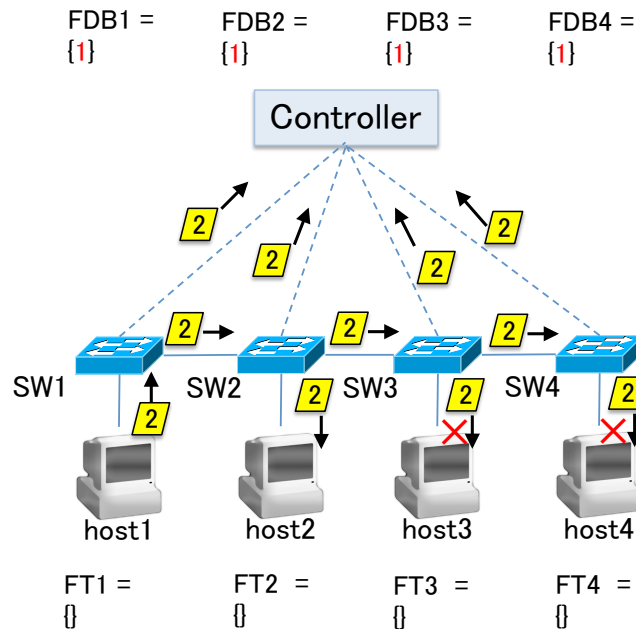 FDB1 = FDB2 = FDB3 = FDB4 =
{1} {1} {1} {1}
Controller
2 2 2 2
2 2 2
SW1 SW2 SW3 SW4
2 2 2 2
host1 host2 host3 host4
FT1 = FT2 = FT3 = FT4 =
{} {} {} {}